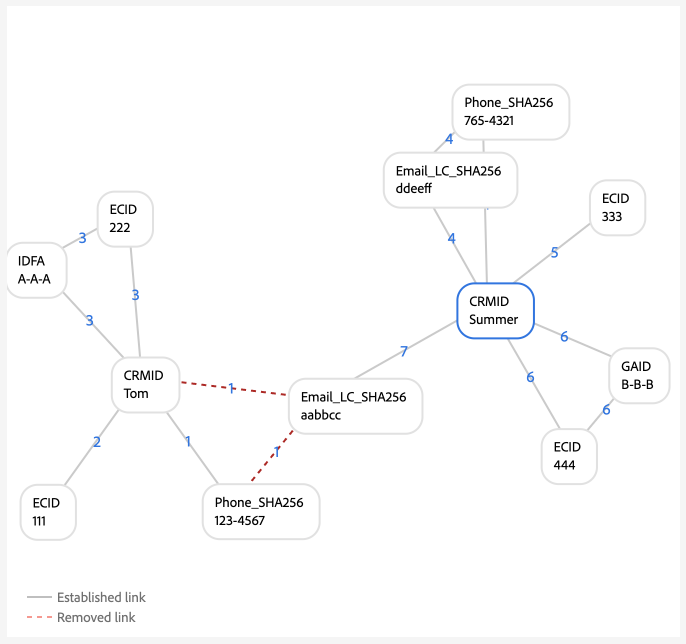 Phone_SHA256
765-4321
4
Email_LC_SHA256
ddeeff
ECID
333
ECID
222
3
IDFA
A-A-A
4
5
3
3
CRMID
Summer
7
6
GAID
B-B-B
CRMID
Tom
1
Email_LC_SHA256
aabbcc
6
6
2
1
1
ECID
444
ECID
111
Phone_SHA256
123-4567
Established link
Removed link